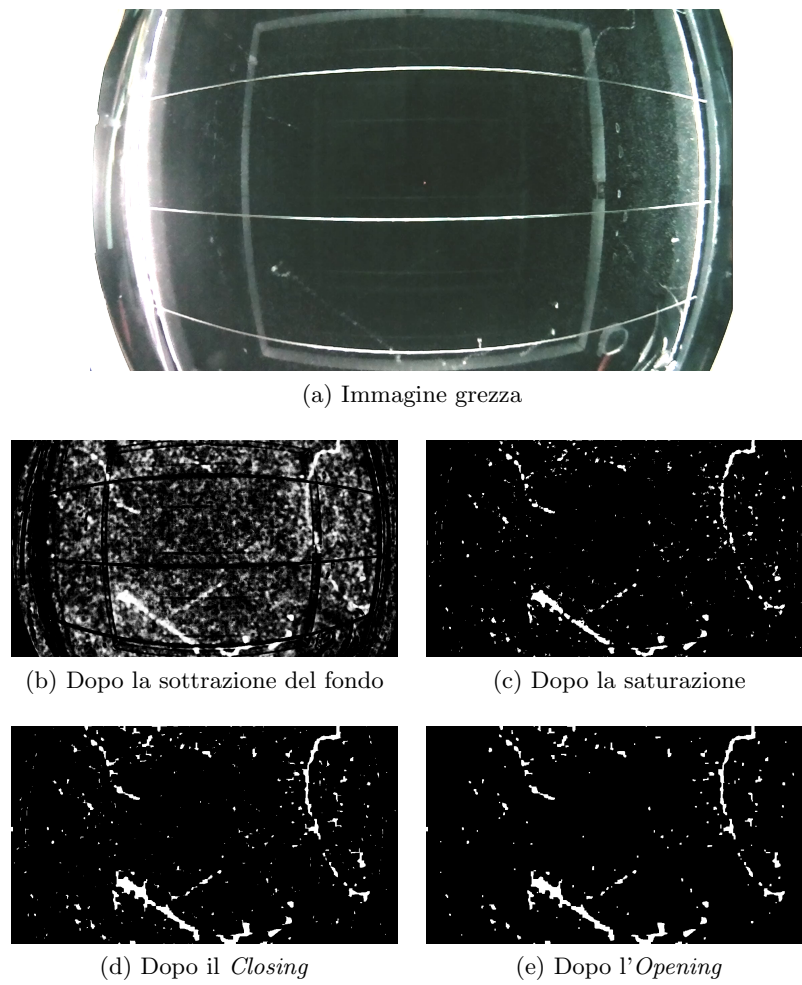 (a) Immagine grezza
(b) Dopo la sottrazione del fondo
(c) Dopo la saturazione
(d) Dopo il Closing
(e) Dopo l’Opening